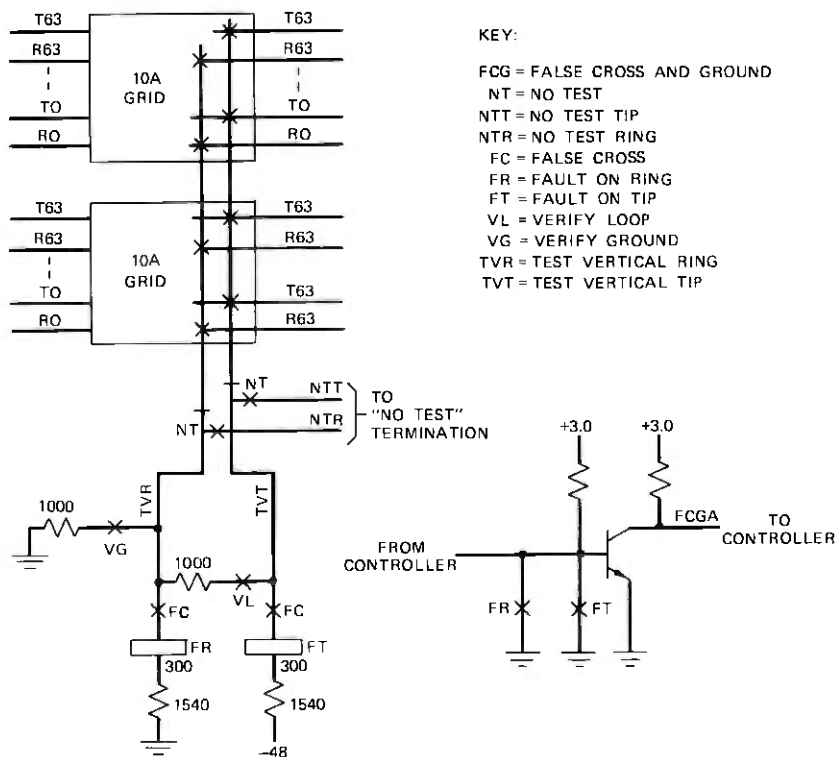 T63 T63
R63 10A R63
GRID
TO TO
RO RO
T63 T63
R63 10A R63
GRID
TO T63
RO R63
NT NTT TO
"NO TEST"
NT NTR TERMINATION
TVR TVT
1000
VG
1000
VL
FC FC
FR FT
300 300
1540 1540
-48
KEY:
FCG = FALSE CROSS AND GROUND
NT = NO TEST
NTT = NO TEST TIP
NTR = NO TEST RING
FC = FALSE CROSS
FR = FAULT ON RING
FT = FAULT ON TIP
VL = VERIFY LOOP
VG = VERIFY GROUND
TVR = TEST VERTICAL RING
TVT = TEST VERTICAL TIP
+3.0 +3.0
FCGA TO
CONTROLLER
FROM
CONTROLLER
FR FT